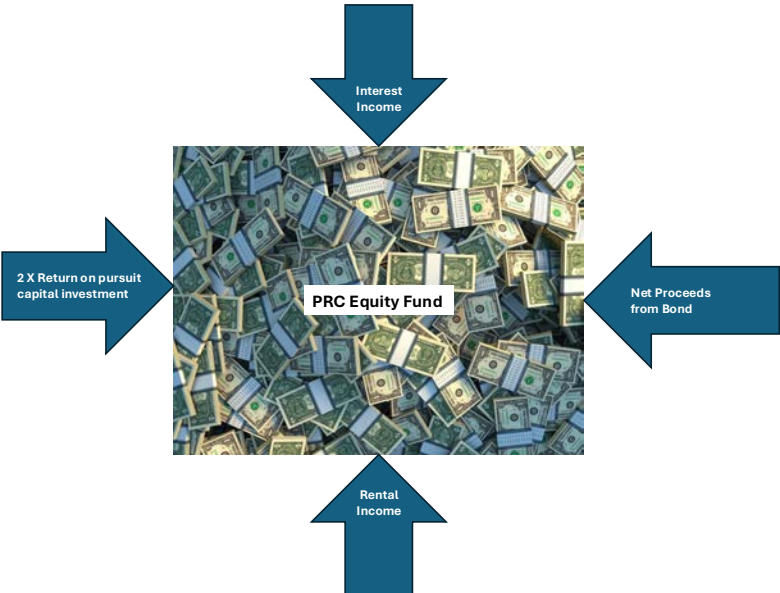 Interest
Income
2 X Return on pursuit
capital investment
PRC Equity Fund
Net Proceeds
from Bond
Rental
Income